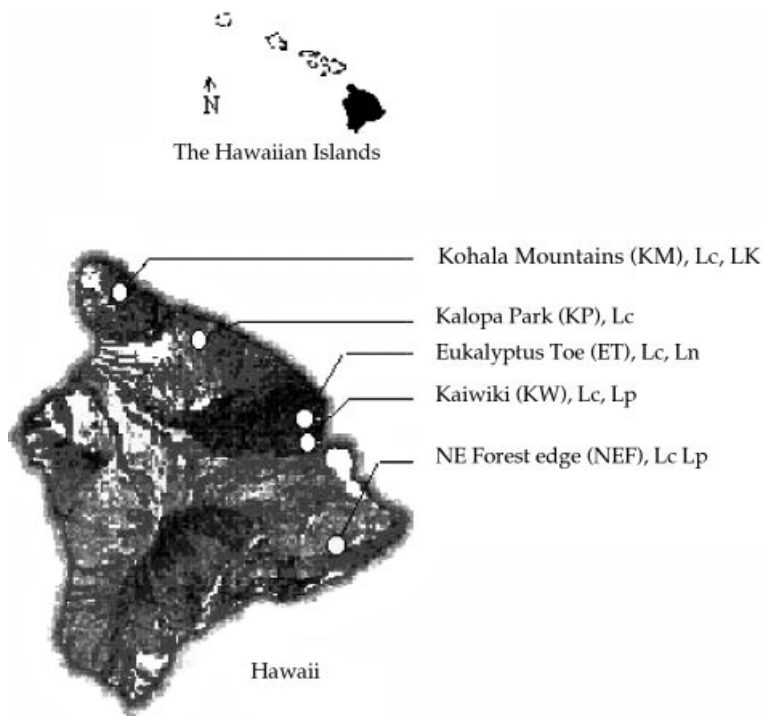 N
The Hawaiian Islands
Kohala Mountains (KM), Lc, LK
Kalopa Park (KP), Lc
Eukalyptus Toe (ET), Lc, Ln
Kaiwiki (KW), Lc, Lp
NE Forest edge (NEF), Lc Lp
Hawaii